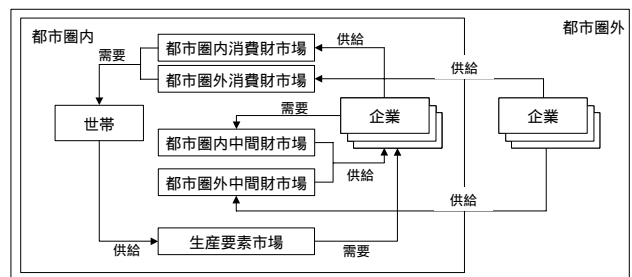 都市圏内
都市圏外
都市圏内消費財市場
供給
需要
都市圏外消費財市場
供給
世帯
需要
企業
企業
都市圏内中間財市場
供給
都市圏外中間財市場
供給
生産要素市場
供給
需要